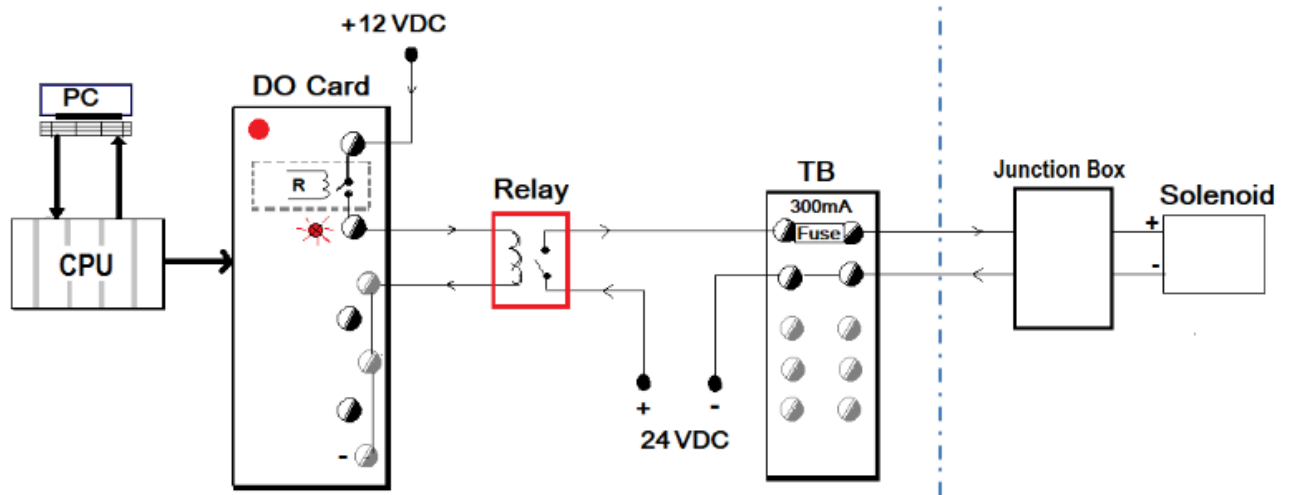 +12 VDC
PC
DO Card
R
CPU
Relay
TB
300mA
Fuse
Junction Box
Solenoid
+
-
+ -
24 VDC
-